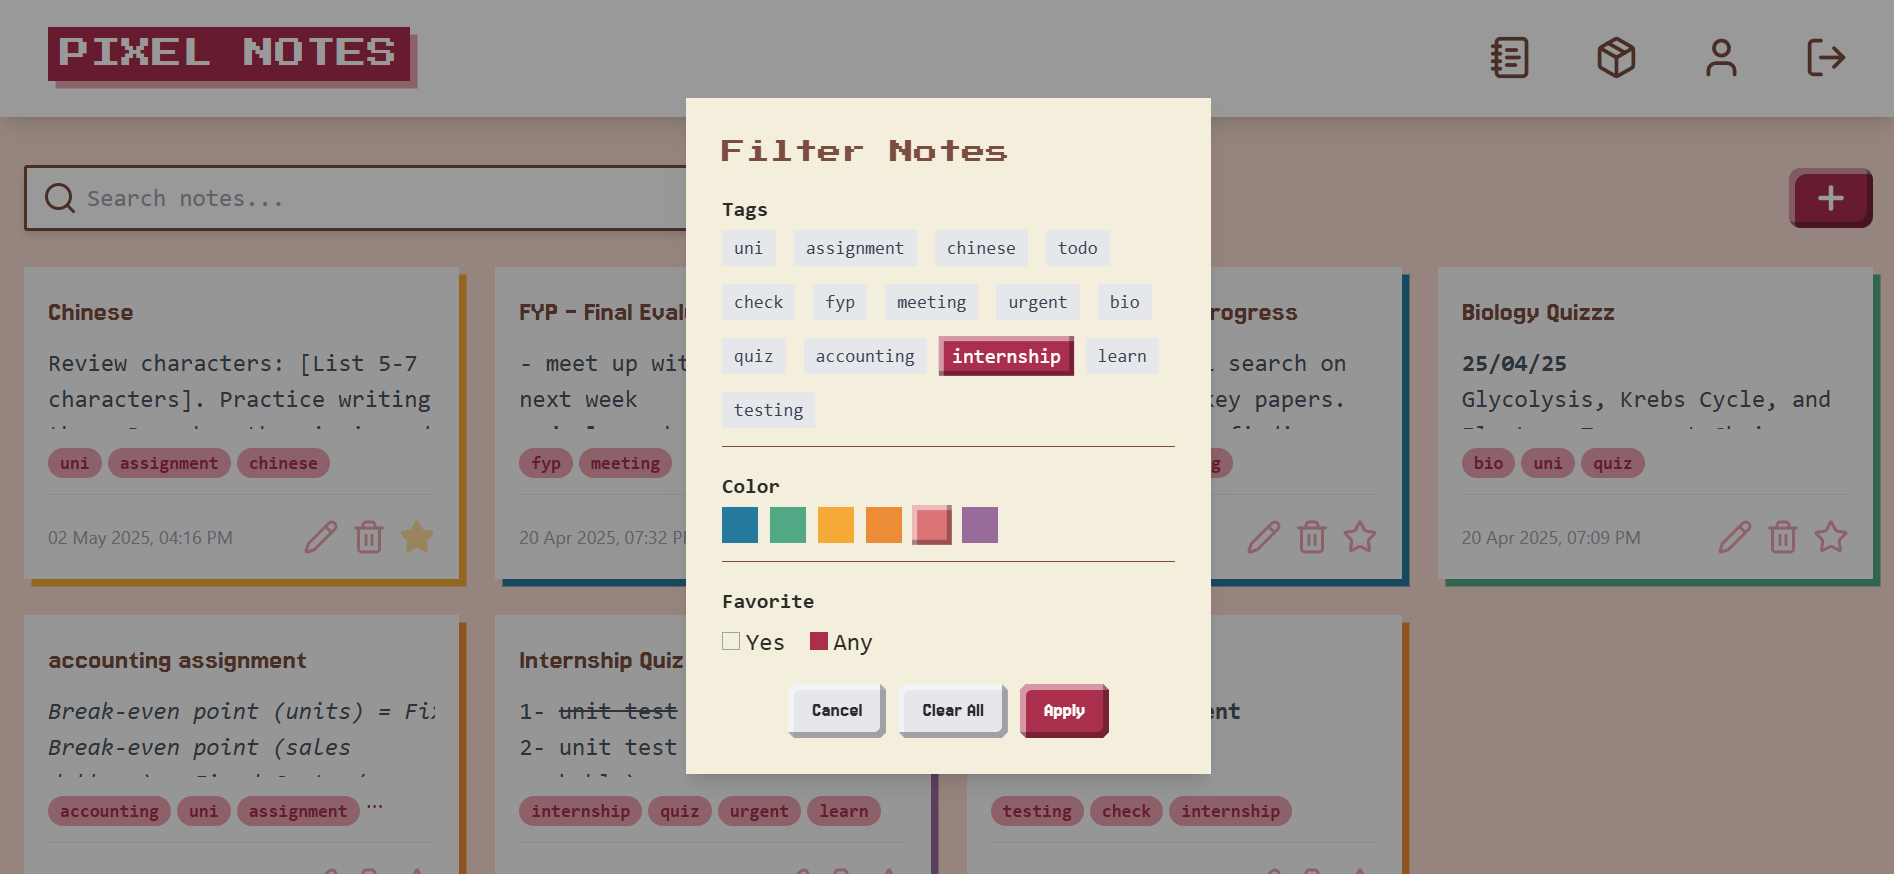 PIXEL NOTES
Search notes...
Filter Notes
Tags
uni assignment chinese todo
check fyp meeting urgent bio
quiz accounting internship learn
testing
Color
Favorite
Yes Any
Cancel Clear All Apply
Chinese
Review characters: [List 5-7
characters]. Practice writing
uni assignment chinese
02 May 2025, 04:16 PM
FYP - Final
- meet up
next week
fyp meeting
20 Apr 2025, 07:32
search on
key papers.
Biology Quizzz
25/04/25
Glycolysis, Krebs Cycle, and
bio uni quiz
20 Apr 2025, 07:09 PM
accounting assignment
Break-even point (units) =
Break-even point (sales
accounting uni assignment ...
Internship Quiz
1- unit test
2- unit test
internship quiz urgent learn
testing check internship